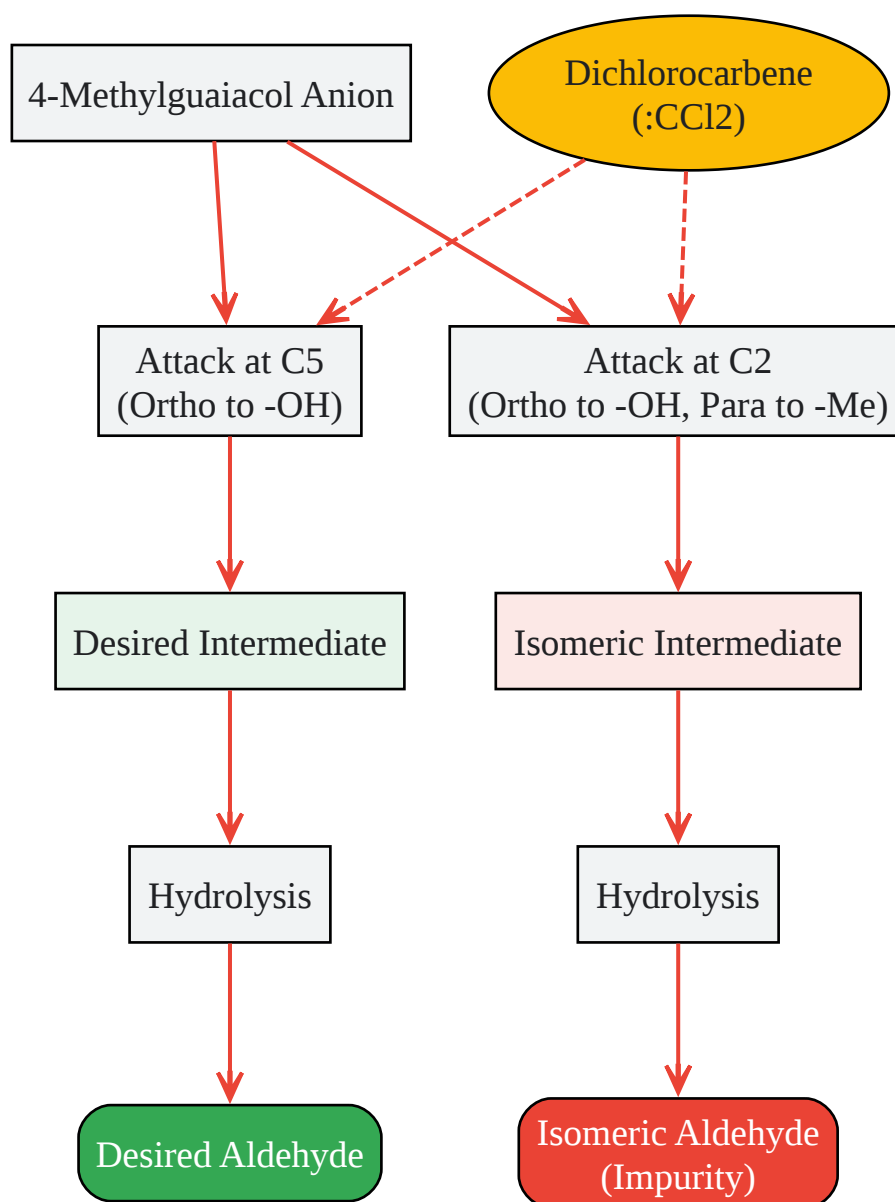 4-Methylguaiacol Anion
Dichlorocarbene
(:CCl2)
Attack at C5
(Ortho to -OH)
Attack at C2
(Ortho to -OH, Para to -Me)
Desired Intermediate
Isomeric Intermediate
Hydrolysis
Hydrolysis
Desired Aldehyde
Isomeric Aldehyde
(Impurity)